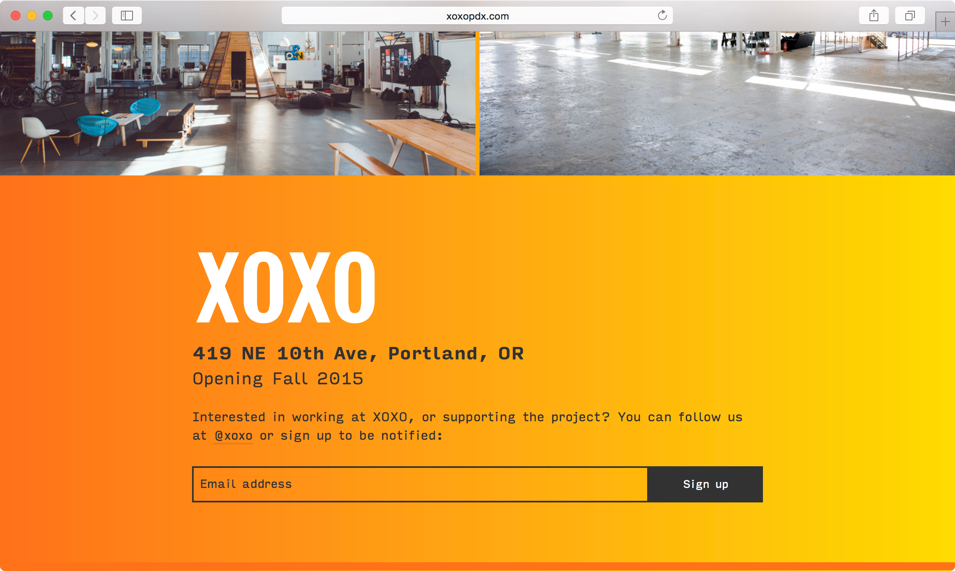 xoxopdx.com
XOXO
419 NE 10th Ave, Portland, OR
Opening Fall 2015
Interested in working at XOXO, or supporting the project? You can follow us
at @xoxo or sign up to be notified:
Email address
Sign up